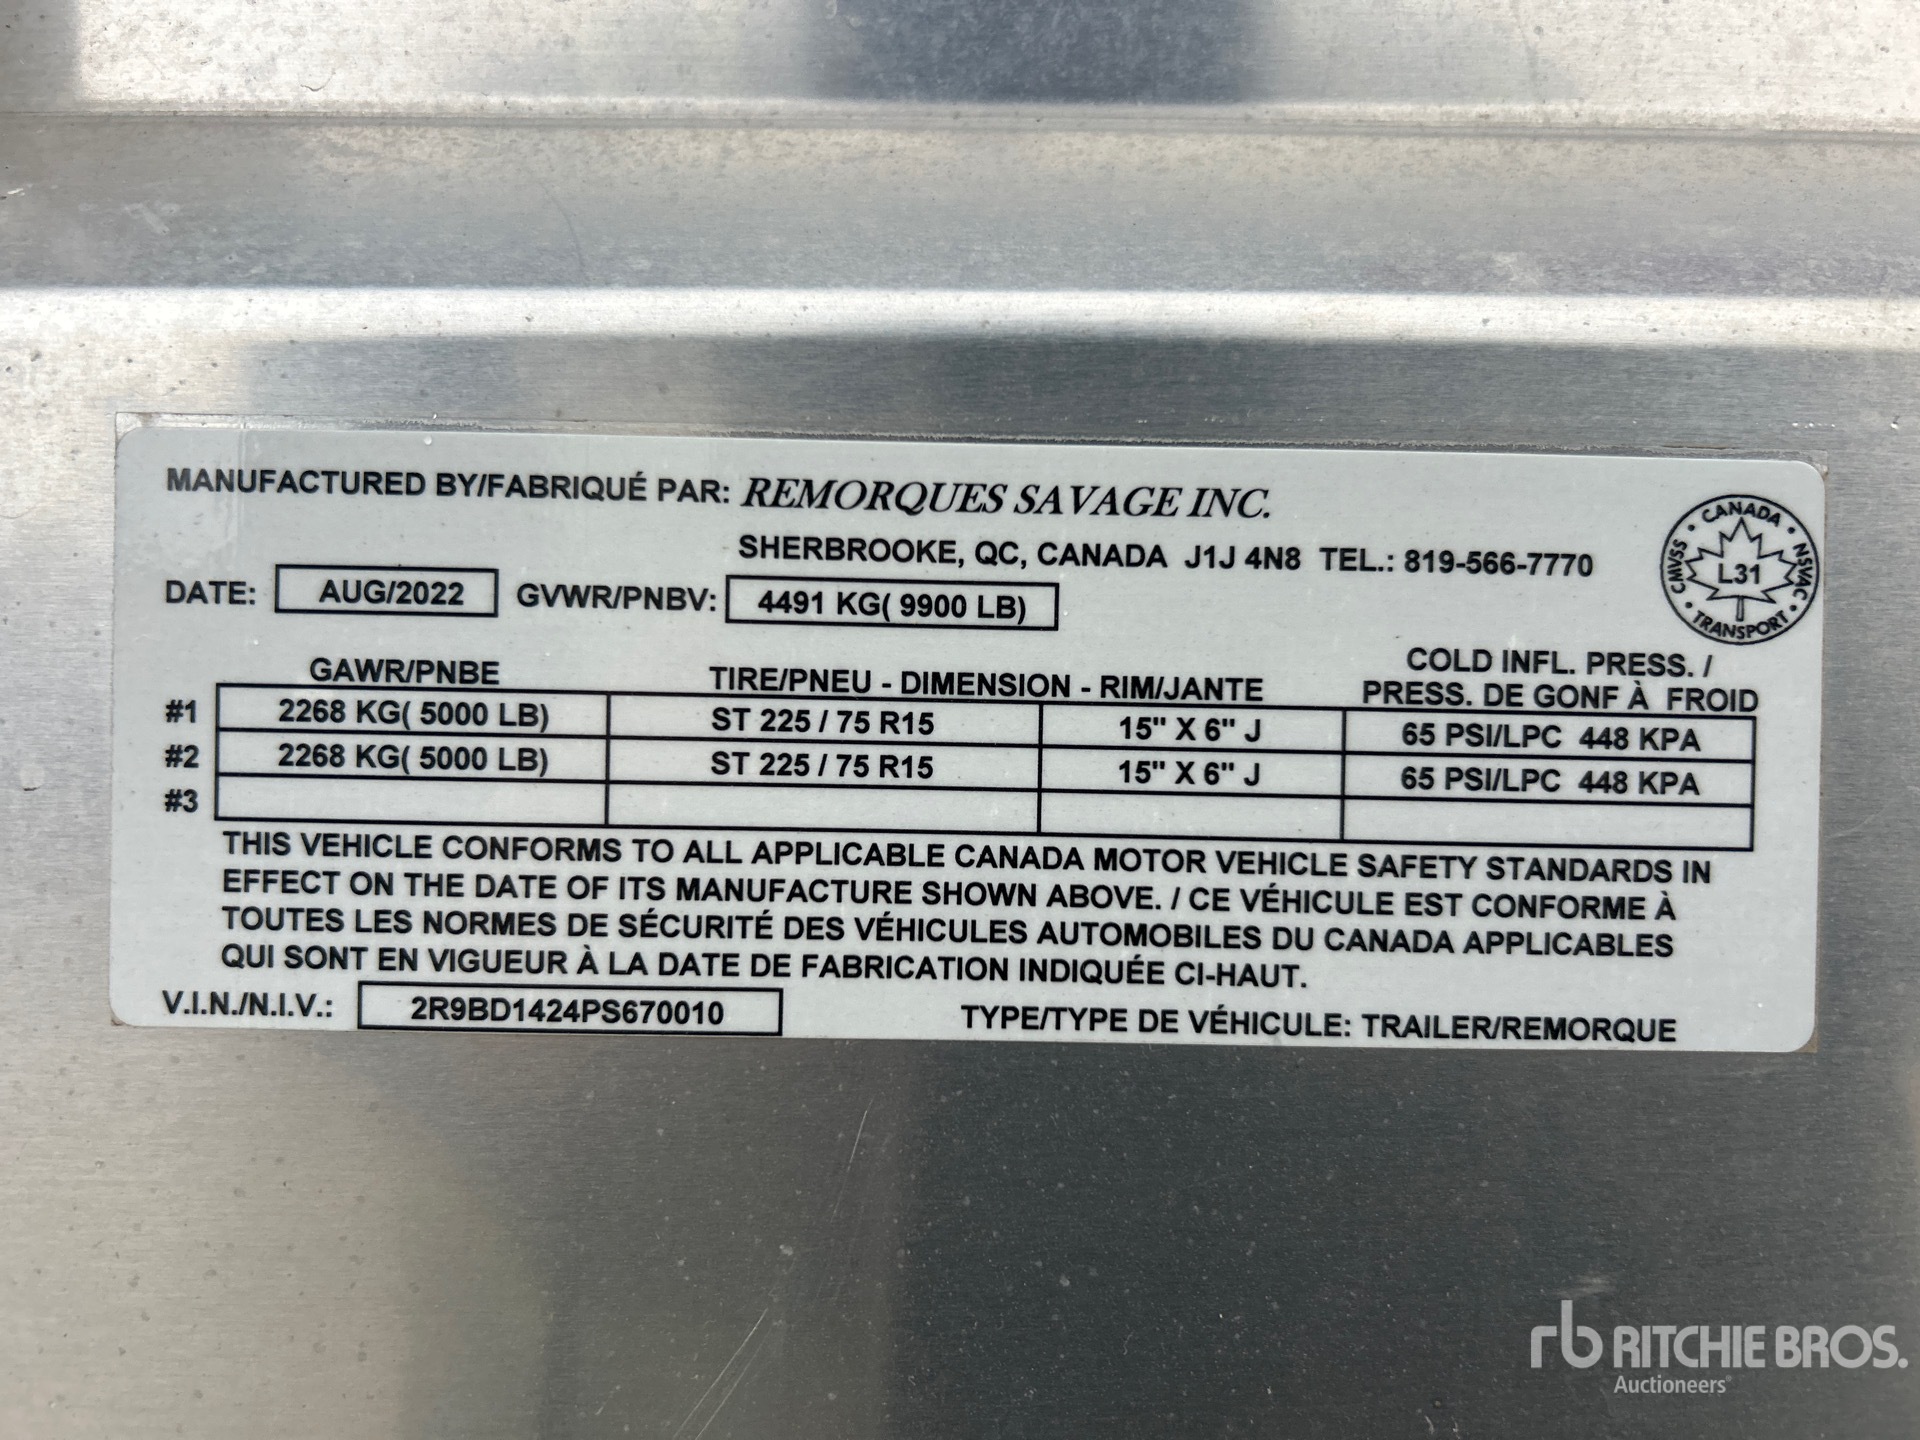 MANUFACTURED BY/FABRIQUÉ PAR: REMORQUES SAVAGE INC.
SHERBROOKE, QC, CANADA J1J 4N8 TEL.: 819-566-7770
CANADA
CMVSS NSVAC
L31
TRANSPORT
DATE: AUG/2022 GVWR/PNBV: 4491 KG( 9900 LB)
GAWR/PNBE TIRE/PNEU - DIMENSION - RIM/JANTE COLD INFL. PRESS. /
PRESS. DE GONF À FROID
#1 2268 KG( 5000 LB) ST 225 / 75 R15 15" X 6" J 65 PSI/LPC 448 KPA
#2 2268 KG( 5000 LB) ST 225 / 75 R15 15" X 6" J 65 PSI/LPC 448 KPA
#3
THIS VEHICLE CONFORMS TO ALL APPLICABLE CANADA MOTOR VEHICLE SAFETY STANDARDS IN
EFFECT ON THE DATE OF ITS MANUFACTURE SHOWN ABOVE. / CE VÉHICULE EST CONFORME À
TOUTES LES NORMES DE SÉCURITÉ DES VÉHICULES AUTOMOBILES DU CANADA APPLICABLES
QUI SONT EN VIGUEUR À LA DATE DE FABRICATION INDIQUÉE CI-HAUT.
V.I.N./N.I.V.: 2R9BD1424PS670010 TYPE/TYPE DE VÉHICULE: TRAILER/REMORQUE
rb RITCHIE BROS.
Auctioneers